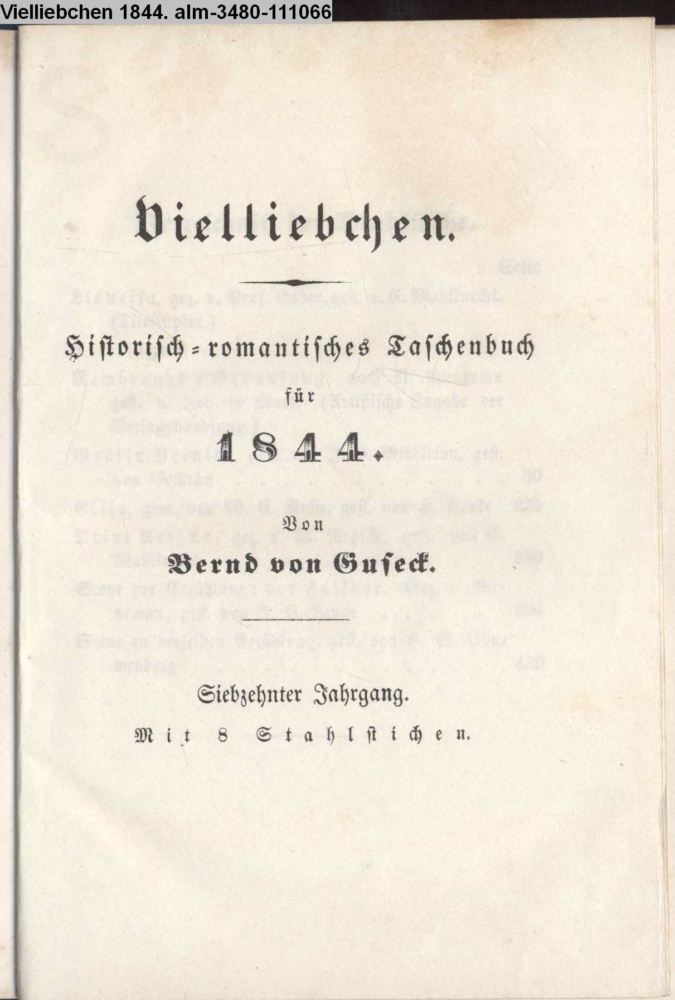 Vielliebchen 1844. alm-3480-111066
Vielliebchen.
Historisch-romantisches Taschenbuch
für
1844.
Von
Bernd von Guseck.
Siebzehnter Jahrgang.
Mit 8 Stahlstichen.